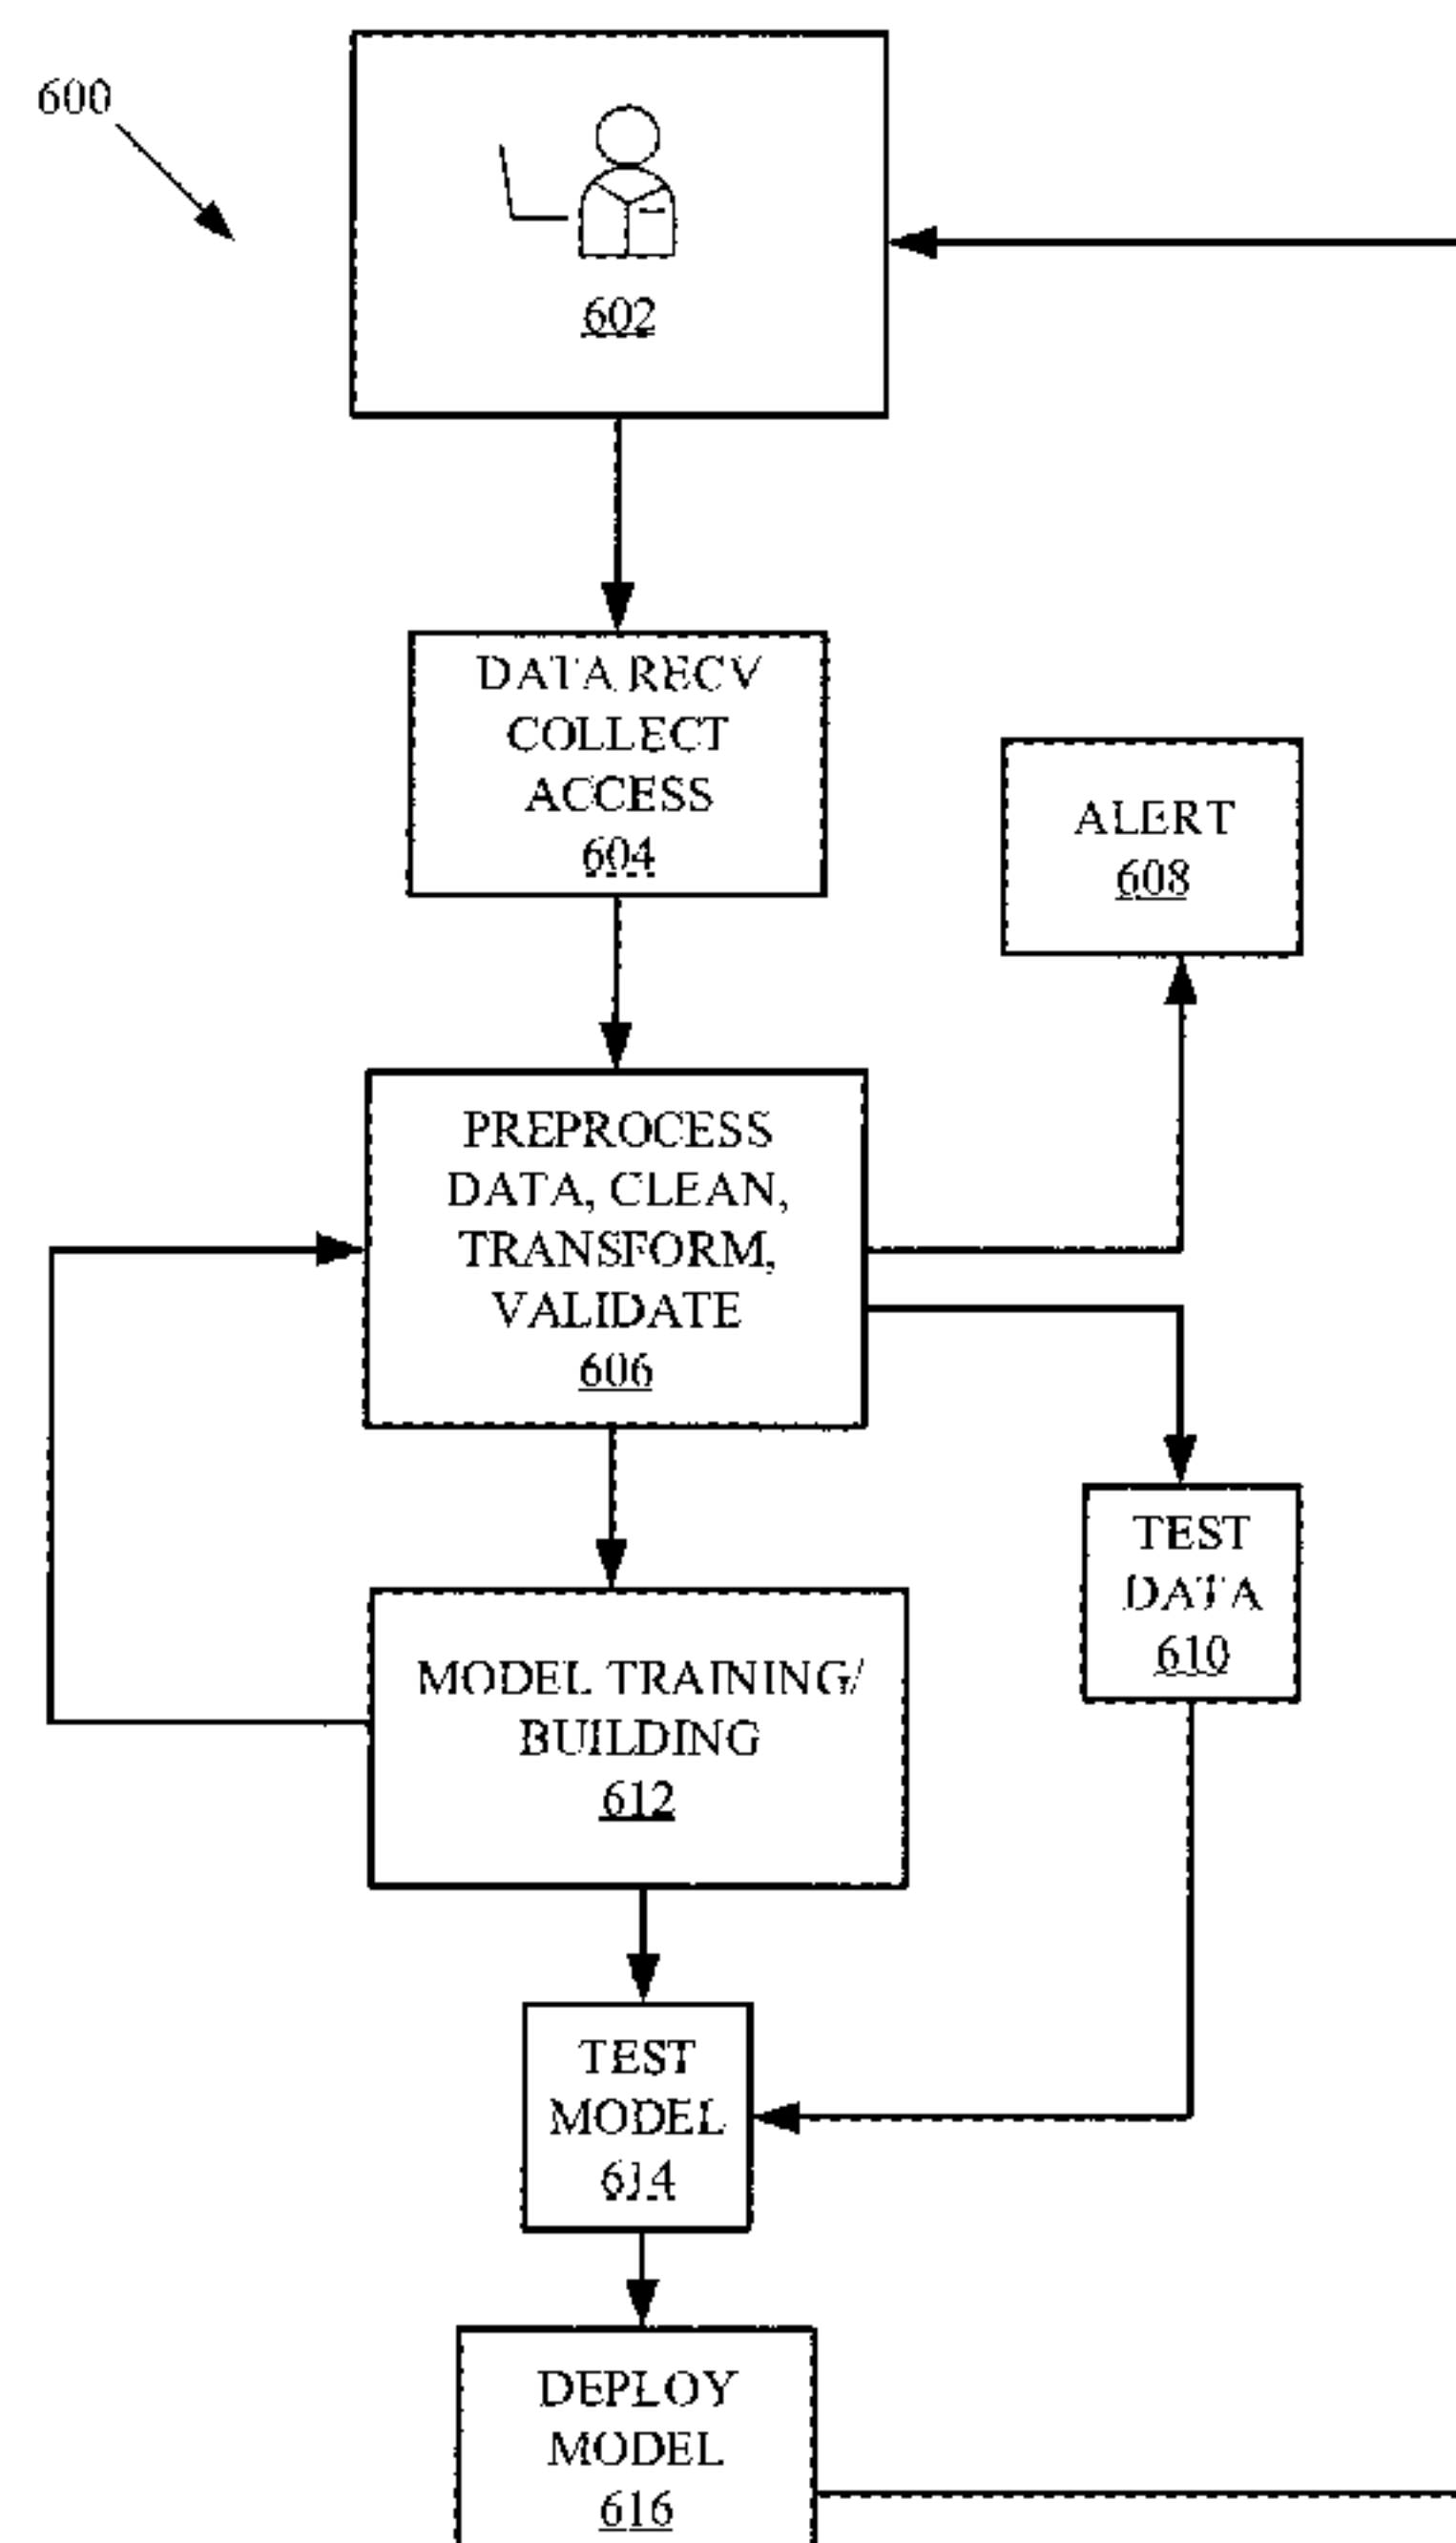 600
602
DATA RECV
COLLECT
ACCESS
604
ALERT
608
PREPROCESS
DATA, CLEAN,
TRANSFORM,
VALIDATE
606
TEST
DATA
610
MODEL TRAINING/
BUILDING
612
TEST
MODEL
614
DEPLOY
MODEL
616